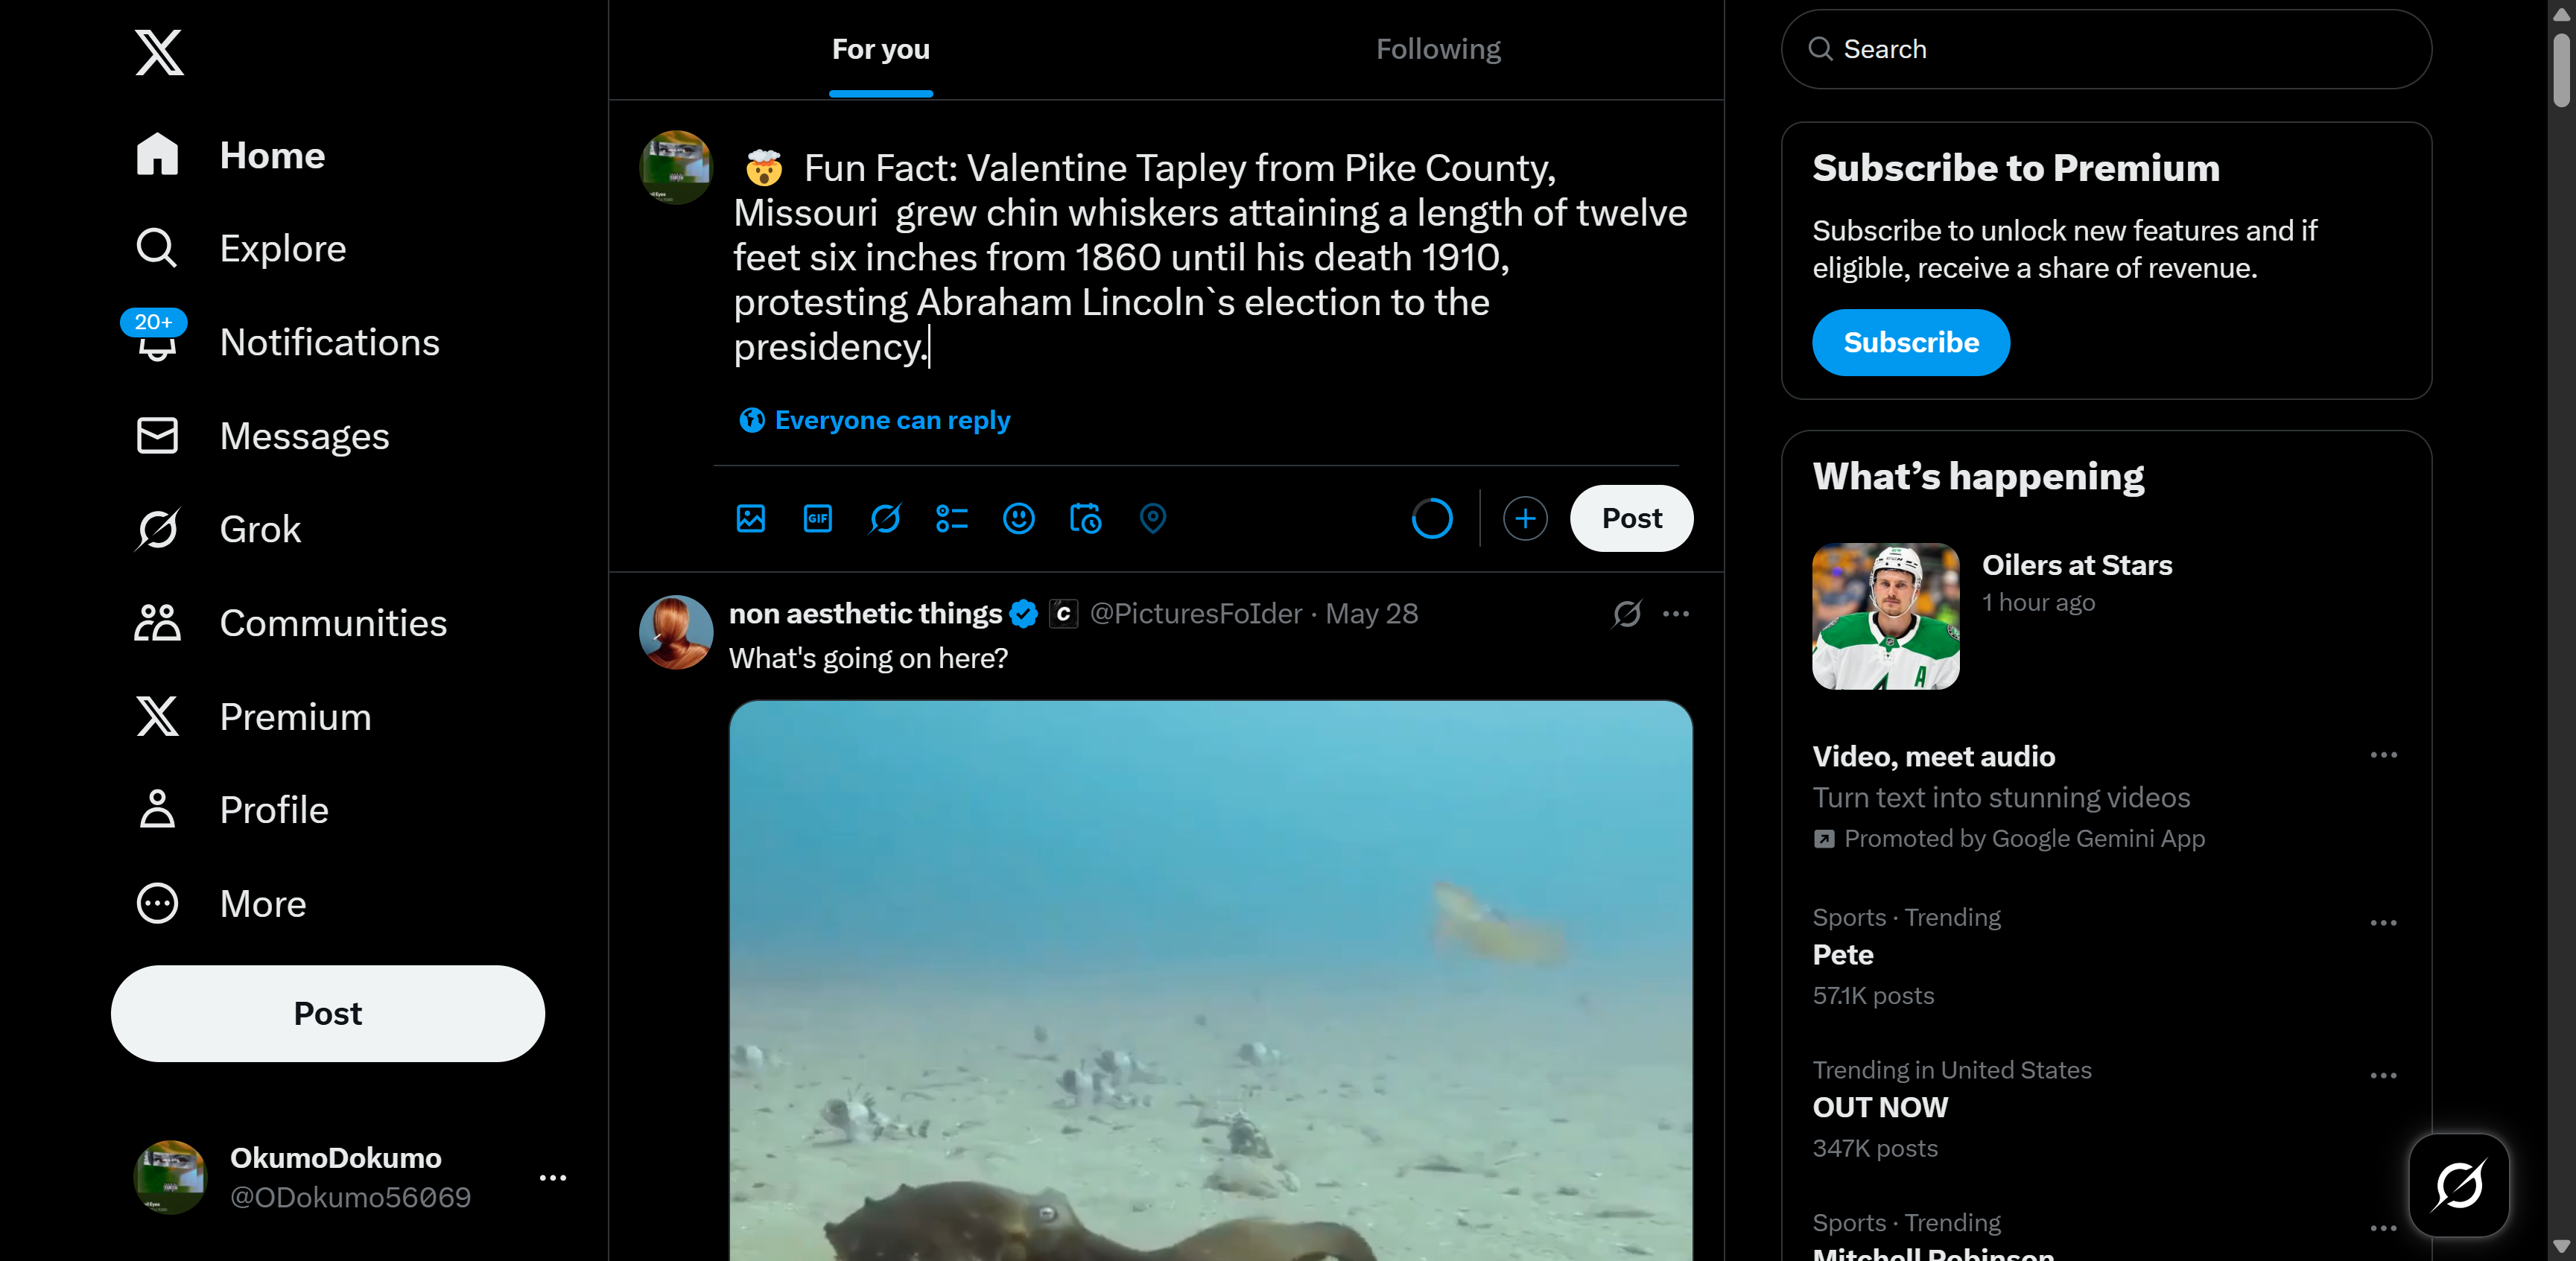 Home
Explore
20+
Notifications
Messages
Grok
Communities
Premium
Profile
More
Post
OkumoDokumo
@ODokumo56069
For you
Following
🤯 Fun Fact: Valentine Tapley from Pike County,
Missouri  grew chin whiskers attaining a length of twelve
feet six inches from 1860 until his death 1910,
protesting Abraham Lincoln`s election to the
presidency.
Everyone can reply
GIF
Post
non aesthetic things C @PicturesFoIder · May 28
What's going on here?
Search
Subscribe to Premium
Subscribe to unlock new features and if
eligible, receive a share of revenue.
Subscribe
What’s happening
Oilers at Stars
1 hour ago
A
Video, meet audio
Turn text into stunning videos
Promoted by Google Gemini App
Sports · Trending
Pete
57.1K posts
Trending in United States
OUT NOW
347K posts
Sports · Trending
Mitchell Robinson